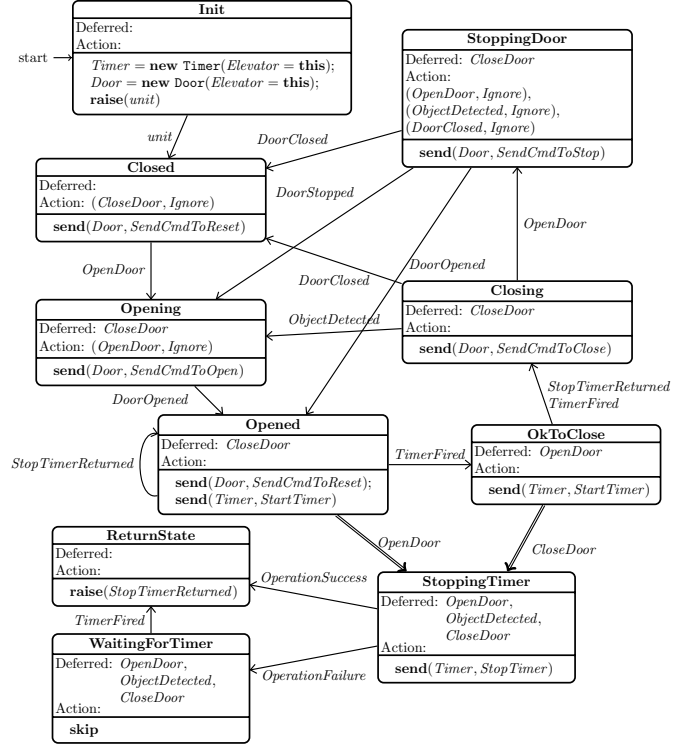 Init
Deferred:
Action:
start
Timer = new Timer(Elevator = this);
Door = new Door(Elevator = this);
raise(unit)
StoppingDoor
Deferred: CloseDoor
Action:
(OpenDoor, Ignore),
(ObjectDetected, Ignore),
(DoorClosed, Ignore)
send(Door, SendCmdToStop)
unit
DoorClosed
Closed
Deferred:
Action: (CloseDoor, Ignore)
send(Door, SendCmdToReset)
DoorStopped
OpenDoor
OpenDoor
DoorClosed
DoorOpened
Closing
Deferred: CloseDoor
Action:
send(Door, SendCmdToClose)
Opening
Deferred: CloseDoor
Action: (OpenDoor, Ignore)
send(Door, SendCmdToOpen)
ObjectDetected
DoorOpened
StopTimerReturned
TimerFired
Opened
Deferred: CloseDoor
Action:
send(Door, SendCmdToReset);
send(Timer, StartTimer)
StopTimerReturned
TimerFired
OkToClose
Deferred: OpenDoor
Action:
send(Timer, StartTimer)
OpenDoor
CloseDoor
ReturnState
Deferred:
Action:
raise(StopTimerReturned)
OperationSuccess
StoppingTimer
Deferred: OpenDoor,
ObjectDetected,
CloseDoor
Action:
send(Timer, StopTimer)
TimerFired
WaitingForTimer
Deferred: OpenDoor,
ObjectDetected,
CloseDoor
Action:
skip
OperationFailure